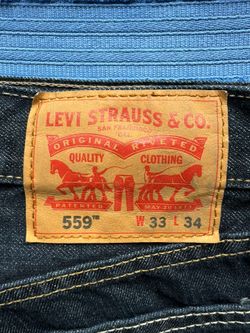 LEVI STRAUSS & CO.
SAN FRANCISCO
CAL.
ORIGINAL RIVETED
QUALITY CLOTHING
559™ W 33 L 34
PATENTED MAY 20 1873